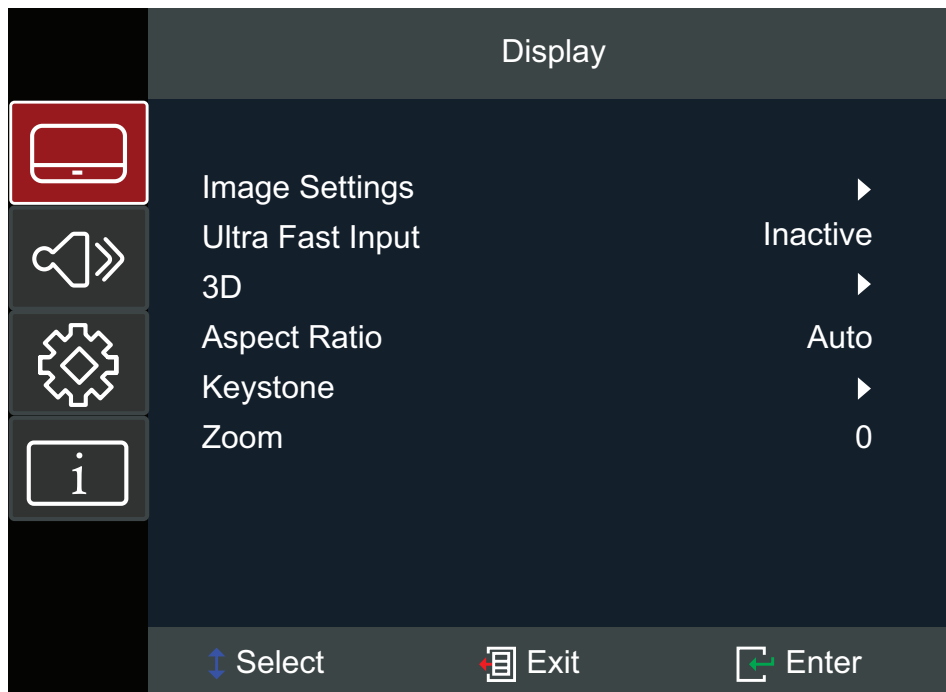 Display
Image Settings
Ultra Fast Input Inactive
3D
Aspect Ratio Auto
Keystone
Zoom 0
i
Select Exit Enter